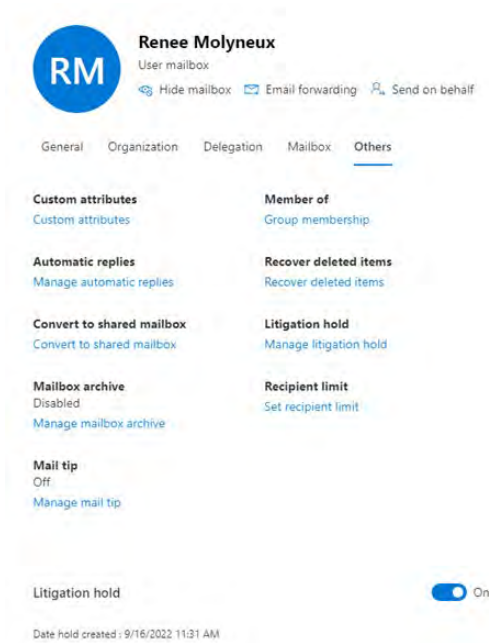 RM
Renee Molyneux
User mailbox
Hide mailbox Email forwarding Send on behalf
General Organization Delegation Mailbox Others
Custom attributes Member of
Custom attributes Group membership
Automatic replies Recover deleted items
Manage automatic replies Recover deleted items
Convert to shared mailbox Litigation hold
Convert to shared mailbox Manage litigation hold
Mailbox archive Recipient limit
Disabled Set recipient limit
Manage mailbox archive
Mail tip
Off
Manage mail tip
Litigation hold On
Date hold created : 9/16/2022 11:31 AM